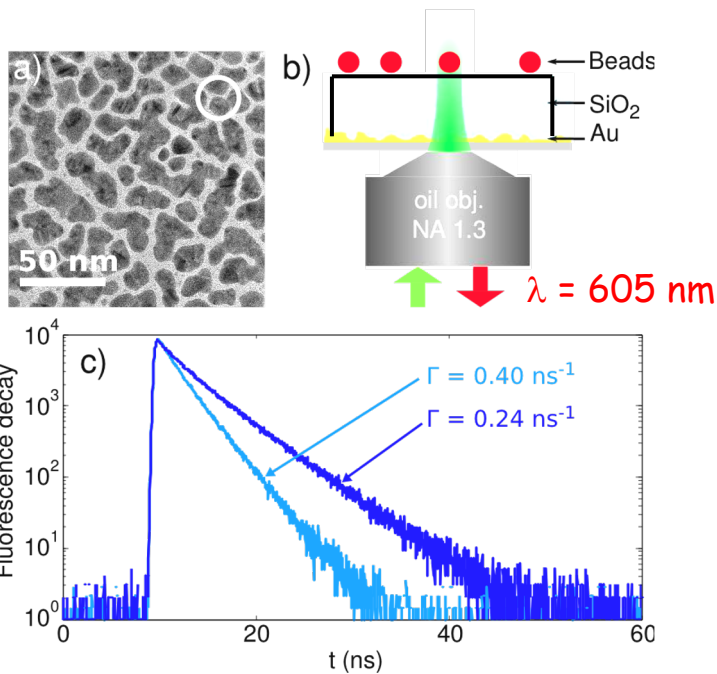 a)
50 nm
b)
Beads
SiO₂
Au
oil obj.
NA 1.3
λ = 605 nm
c)
Fluorescence decay
10⁴
10³
10²
10¹
10⁰
Γ = 0.40 ns⁻¹
Γ = 0.24 ns⁻¹
0
20
40
60
t (ns)